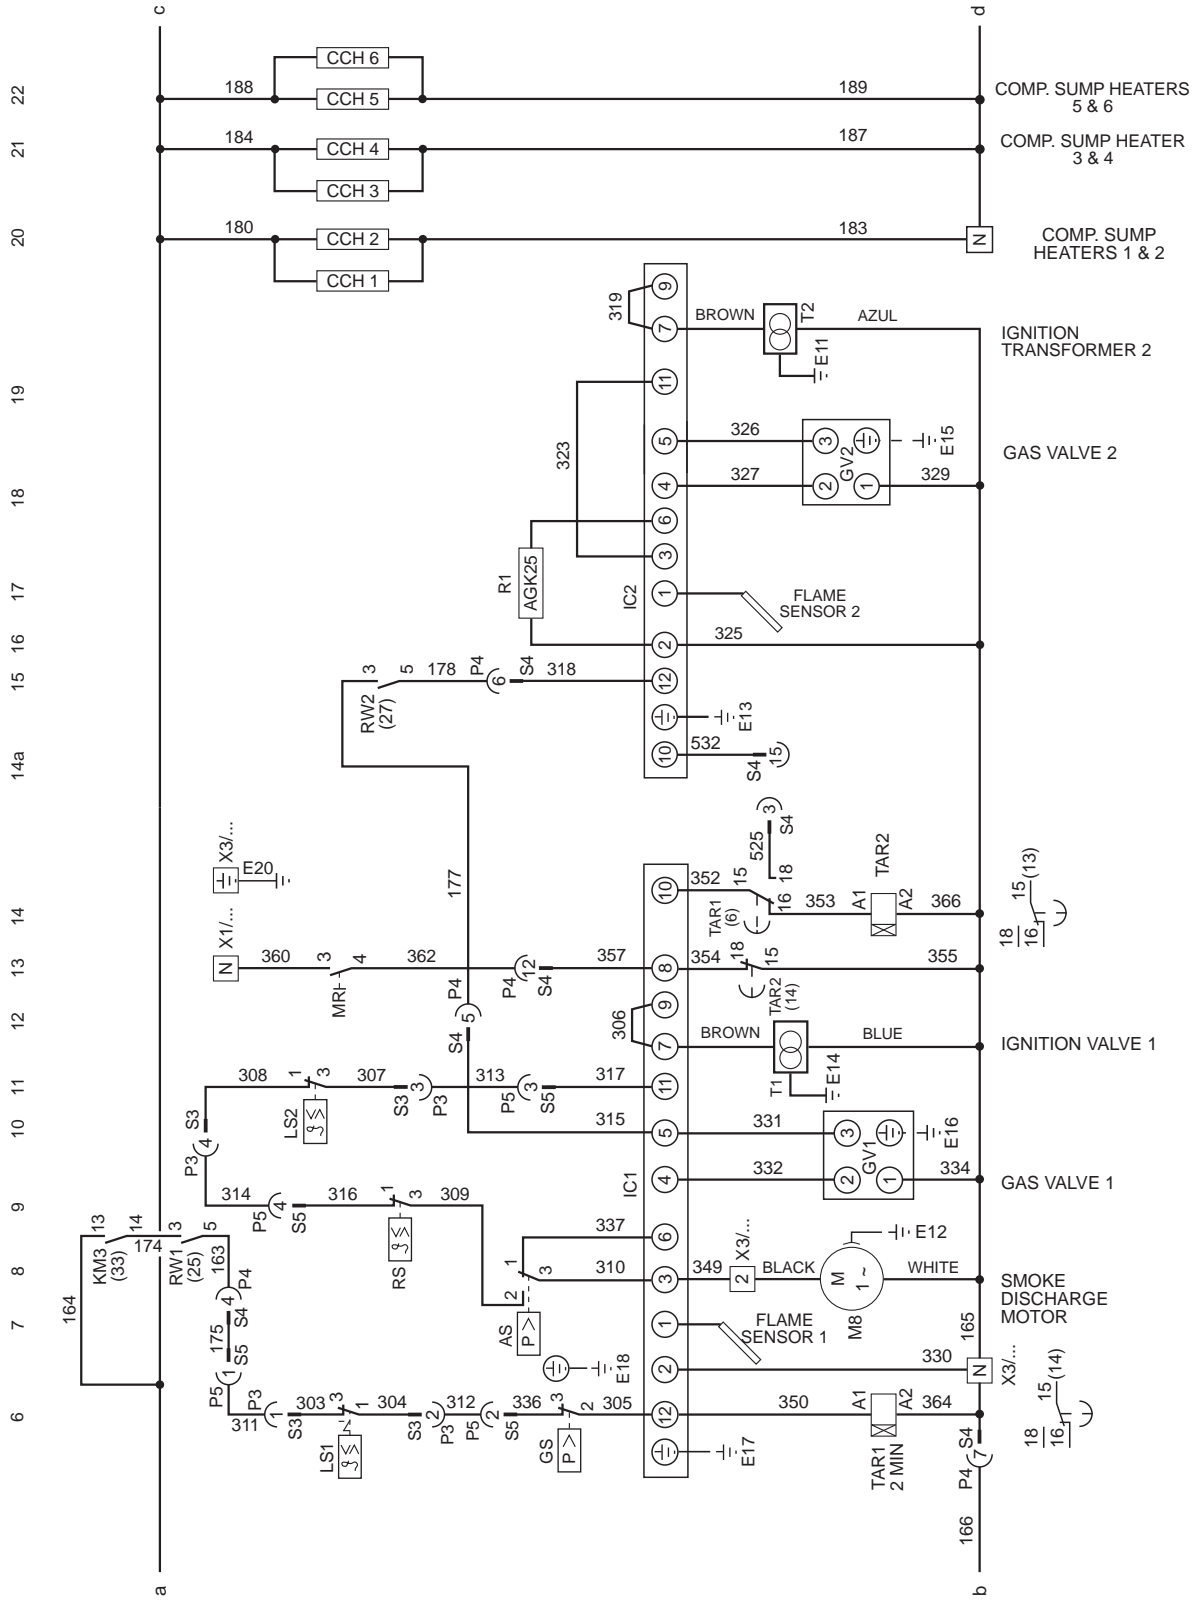 c
d
22
188
CCH 6
CCH 5
189
COMP. SUMP HEATERS
5 & 6
21
184
CCH 4
CCH 3
187
COMP. SUMP HEATER
3 & 4
20
180
CCH 2
CCH 1
183
N
COMP. SUMP
HEATERS 1 & 2
319
9
7
BROWN
T2
E11
AZUL
IGNITION
TRANSFORMER 2
19
323
11
5
326
3
GV2
E15
GAS VALVE 2
18
4
327
2
1
329
6
3
17
R1
AGK25
IC2
1
FLAME
SENSOR 2
16
2
325
15
RW2
(27)
3
5
178
P4
6
S4
318
12
E13
14a
10
532
S4
15
X3/...
E20
177
3
S4
525
18
14
X1/...
10
352
15
16
TAR1
(6)
353
A1
A2
TAR2
366
18
16
15
(13)
13
N
360
3
4
MRI
362
P4
12
S4
357
8
354
18
15
TAR2
(14)
355
12
P4
5
S4
306
9
7
BROWN
T1
E14
BLUE
IGNITION VALVE 1
11
308
1
3
LS2
307
S3
3
P3
313
P5
3
S5
317
11
10
S3
4
P3
315
5
331
3
GV1
E16
IC1
4
332
2
1
334
GAS VALVE 1
9
314
P5
4
S5
316
1
3
RS
309
8
164
KM3
(33)
13
14
174
RW1
(25)
3
5
163
4
P4
S4
337
6
1
3
2
AS
P >
310
3
349
2
X3/...
BLACK
M
1 ~
M8
E12
WHITE
SMOKE
DISCHARGE
MOTOR
7
175
S5
1
P5
1
FLAME
SENSOR 1
165
E18
2
330
N
X3/...
6
311
P3
1
S3
303
3
1
LS1
304
S3
2
P3
312
P5
2
S5
336
3
2
GS
P >
305
12
350
A1
A2
TAR1
2 MIN
364
18
16
15
(14)
E17
S4
7
P4
166
a
b